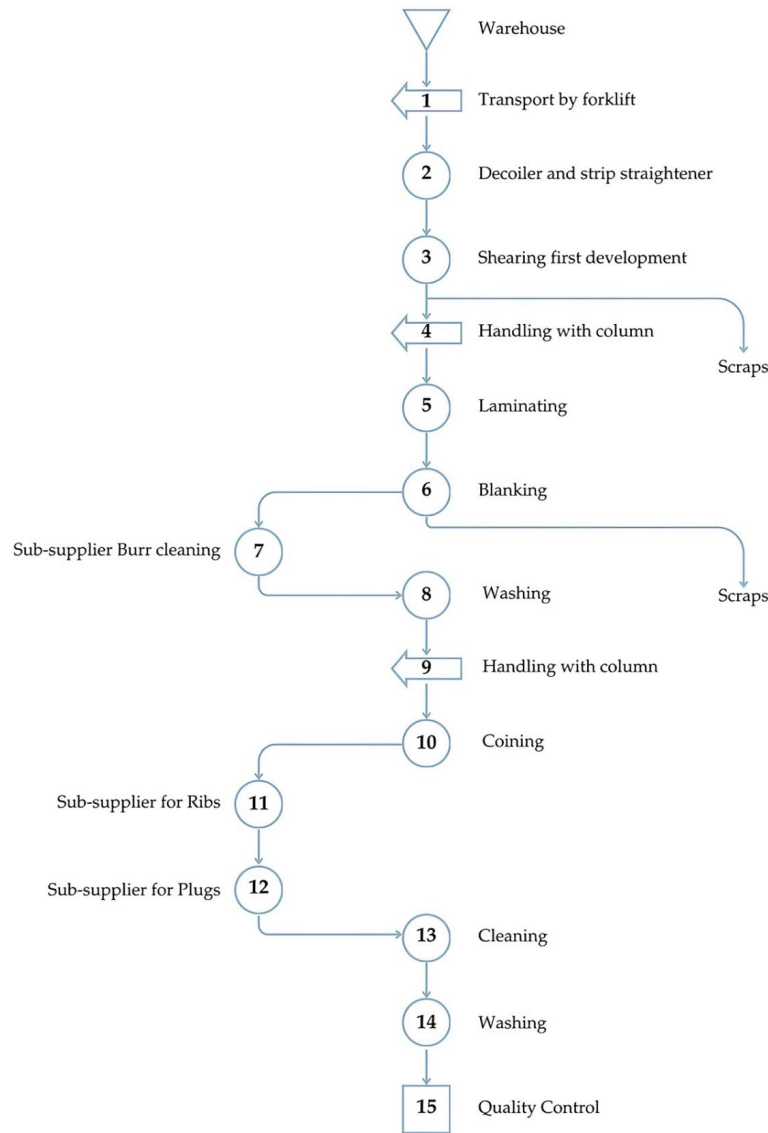 Warehouse
1 Transport by forklift
2 Decoiler and strip straightener
3 Shearing first development
4 Handling with column
Scraps
5 Laminating
6 Blanking
Sub-supplier Burr cleaning 7
8 Washing
Scraps
9 Handling with column
10 Coining
Sub-supplier for Ribs 11
Sub-supplier for Plugs 12
13 Cleaning
14 Washing
15 Quality Control